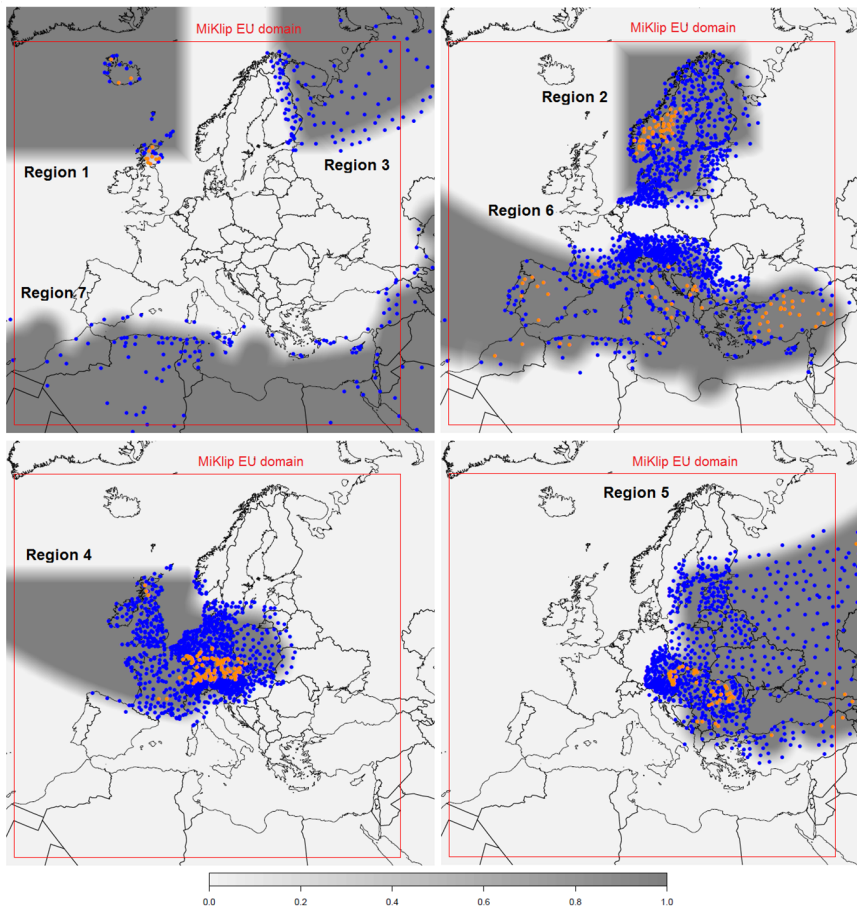 MiKlip EU domain
Region 1
Region 3
Region 7
MiKlip EU domain
Region 2
Region 6
MiKlip EU domain
Region 4
MiKlip EU domain
Region 5
0.0 0.2 0.4 0.6 0.8 1.0